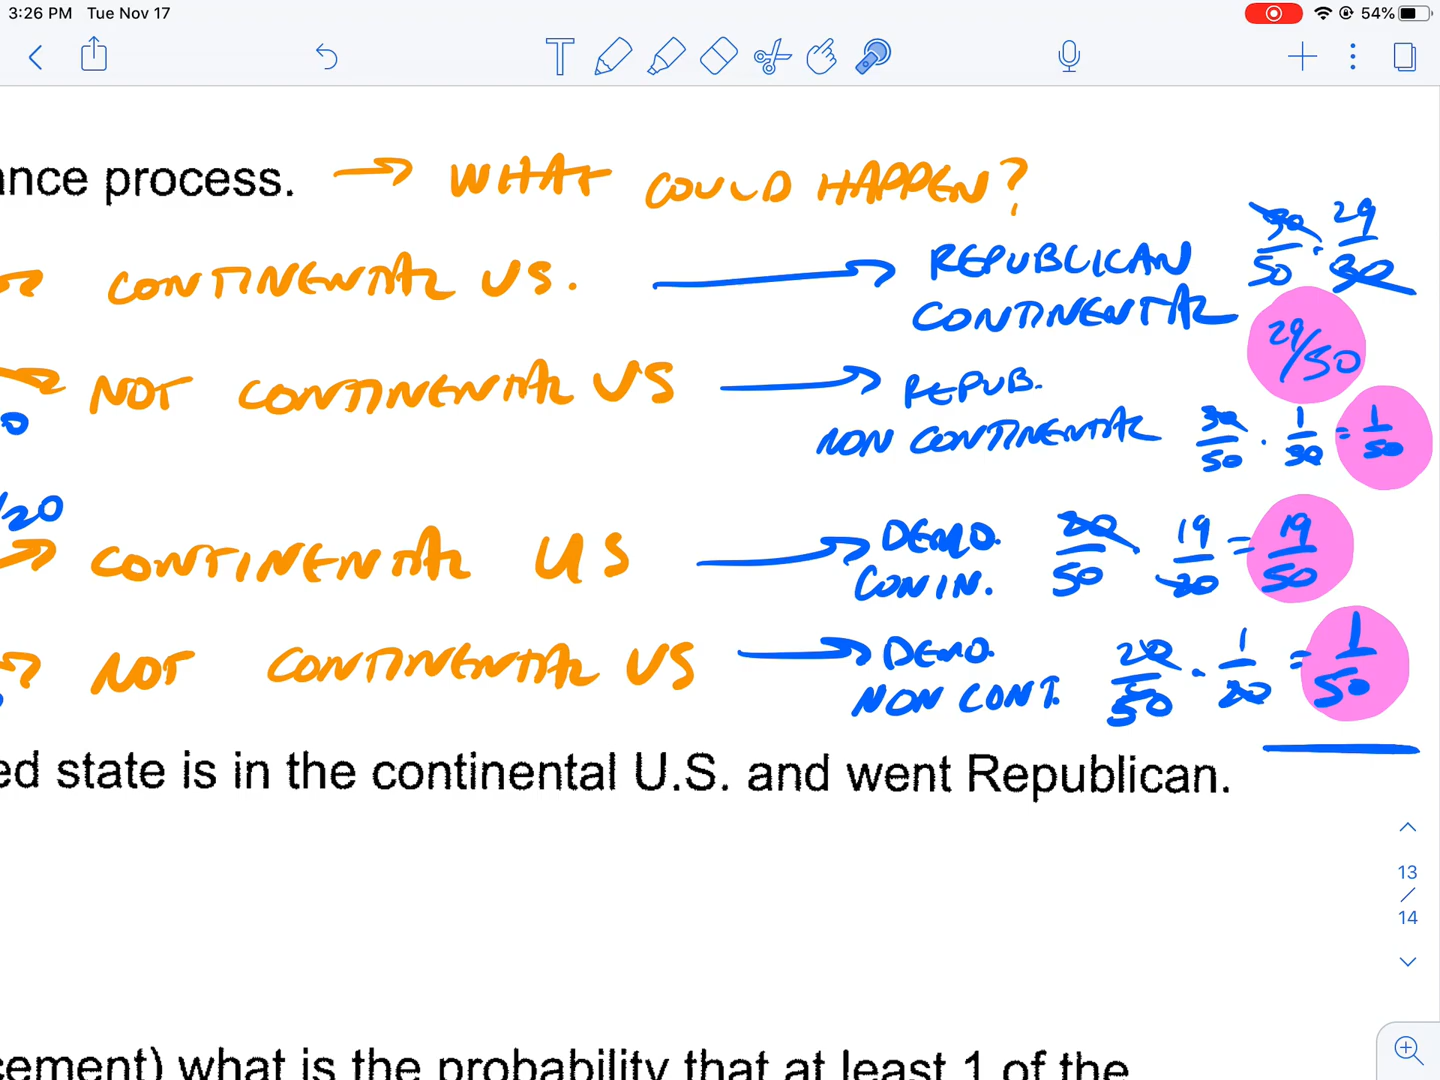 3:26 PM Tue Nov 17
54%
ance process. → WHAT COULD HAPPEN?
CONTINENTAL US. → REPUBLICAN CONTINENTAL 30/50 · 29/30
29/50
NOT CONTINENTAL US → REPUB. NON CONTINENTAL 30/50 · 1/30 = 1/50
0
/20
CONTINENTAL US → DEMO. CONIN. 20/50 19/20 = 19/50
NOT CONTINENTAL US → DEMO. NON CONT. 20/50 · 1/20 = 1/50
ed state is in the continental U.S. and went Republican.
13
/
14
cement) what is the probability that at least 1 of the